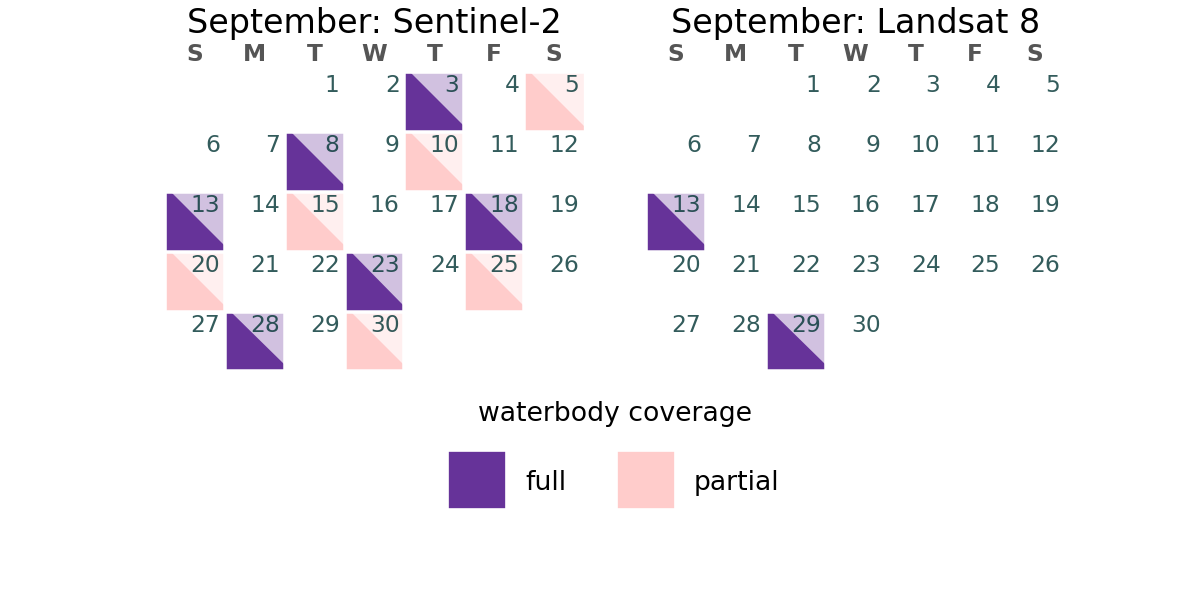 September: Sentinel-2
S M T W T F S
1 2 3 4 5
6 7 8 9 10 11 12
13 14 15 16 17 18 19
20 21 22 23 24 25 26
27 28 29 30
September: Landsat 8
S M T W T F S
1 2 3 4 5
6 7 8 9 10 11 12
13 14 15 16 17 18 19
20 21 22 23 24 25 26
27 28 29 30
waterbody coverage
full
partial